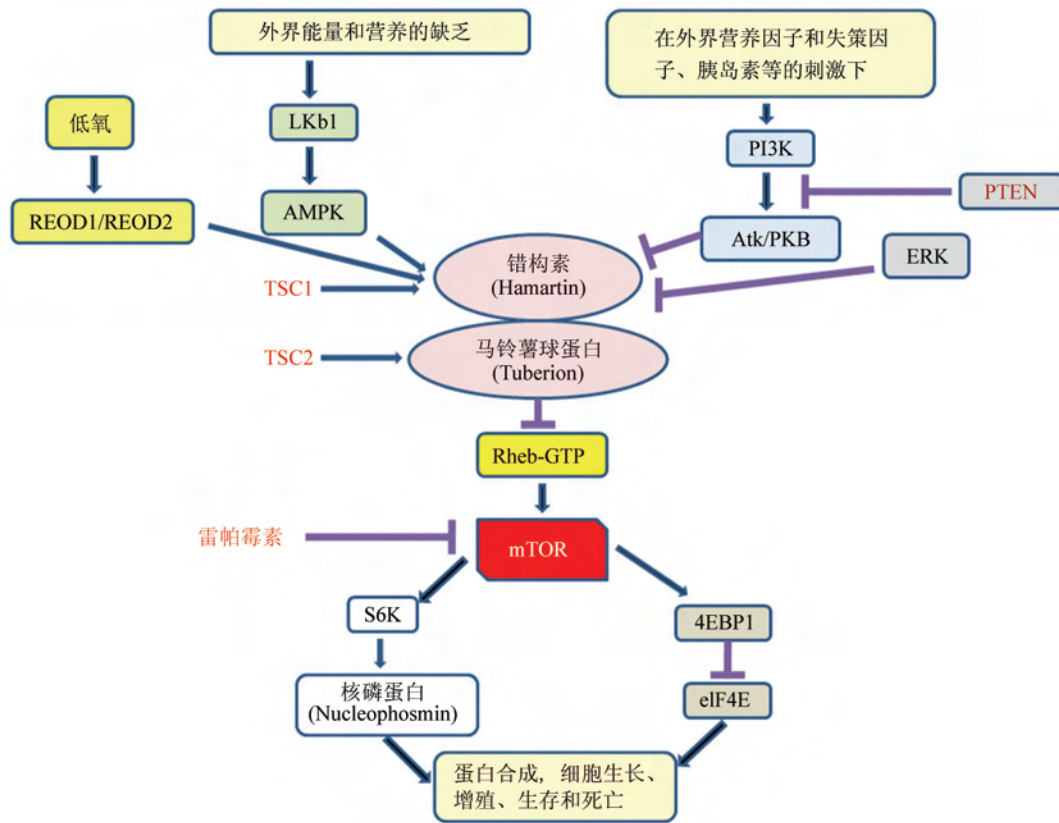 外界能量和营养的缺乏
在外界营养因子和失策因
子、胰岛素等的刺激下
低氧
LKb1
PI3K
REOD1/REOD2
AMPK
PTEN
Atk/PKB
ERK
错构素
(Hamartin)
TSC1
TSC2
马铃薯球蛋白
(Tuberion)
Rheb-GTP
雷帕霉素
mTOR
S6K
4EBP1
核磷蛋白
(Nucleophosmin)
elF4E
蛋白合成, 细胞生长、
增殖、生存和死亡